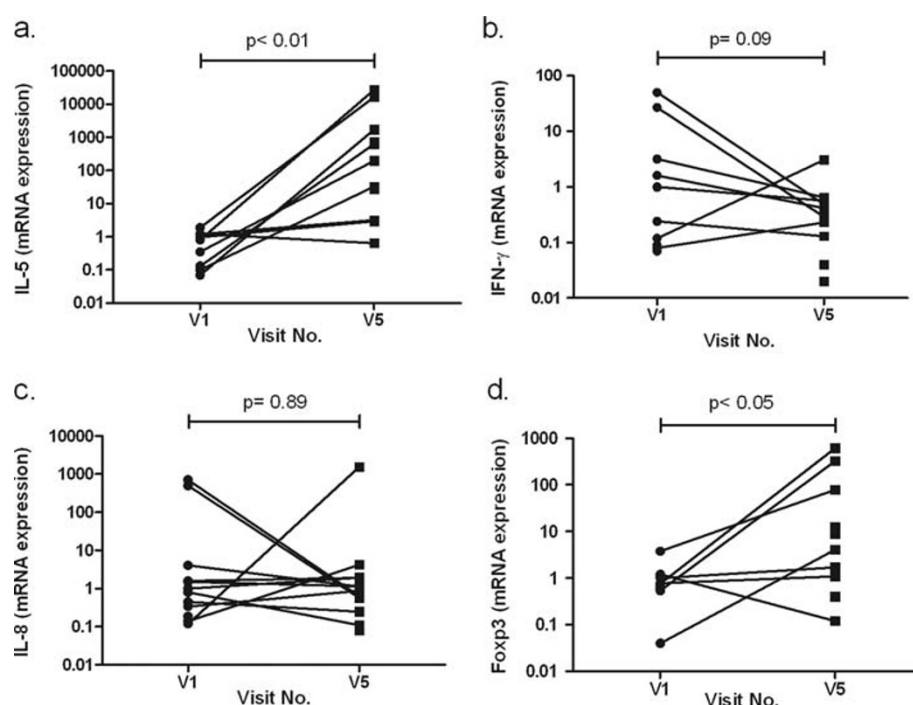 a.
p< 0.01
IL-5 (mRNA expression)
100000
10000
1000
100
10
1
0.1
0.01
V1
V5
Visit No.
b.
p= 0.09
IFN-γ (mRNA expression)
100
10
1
0.1
0.01
V1
V5
Visit No.
c.
p= 0.89
IL-8 (mRNA expression)
10000
1000
100
10
1
0.1
0.01
V1
V5
Visit No.
d.
p< 0.05
Foxp3 (mRNA expression)
1000
100
10
1
0.1
0.01
V1
V5
Visit No.